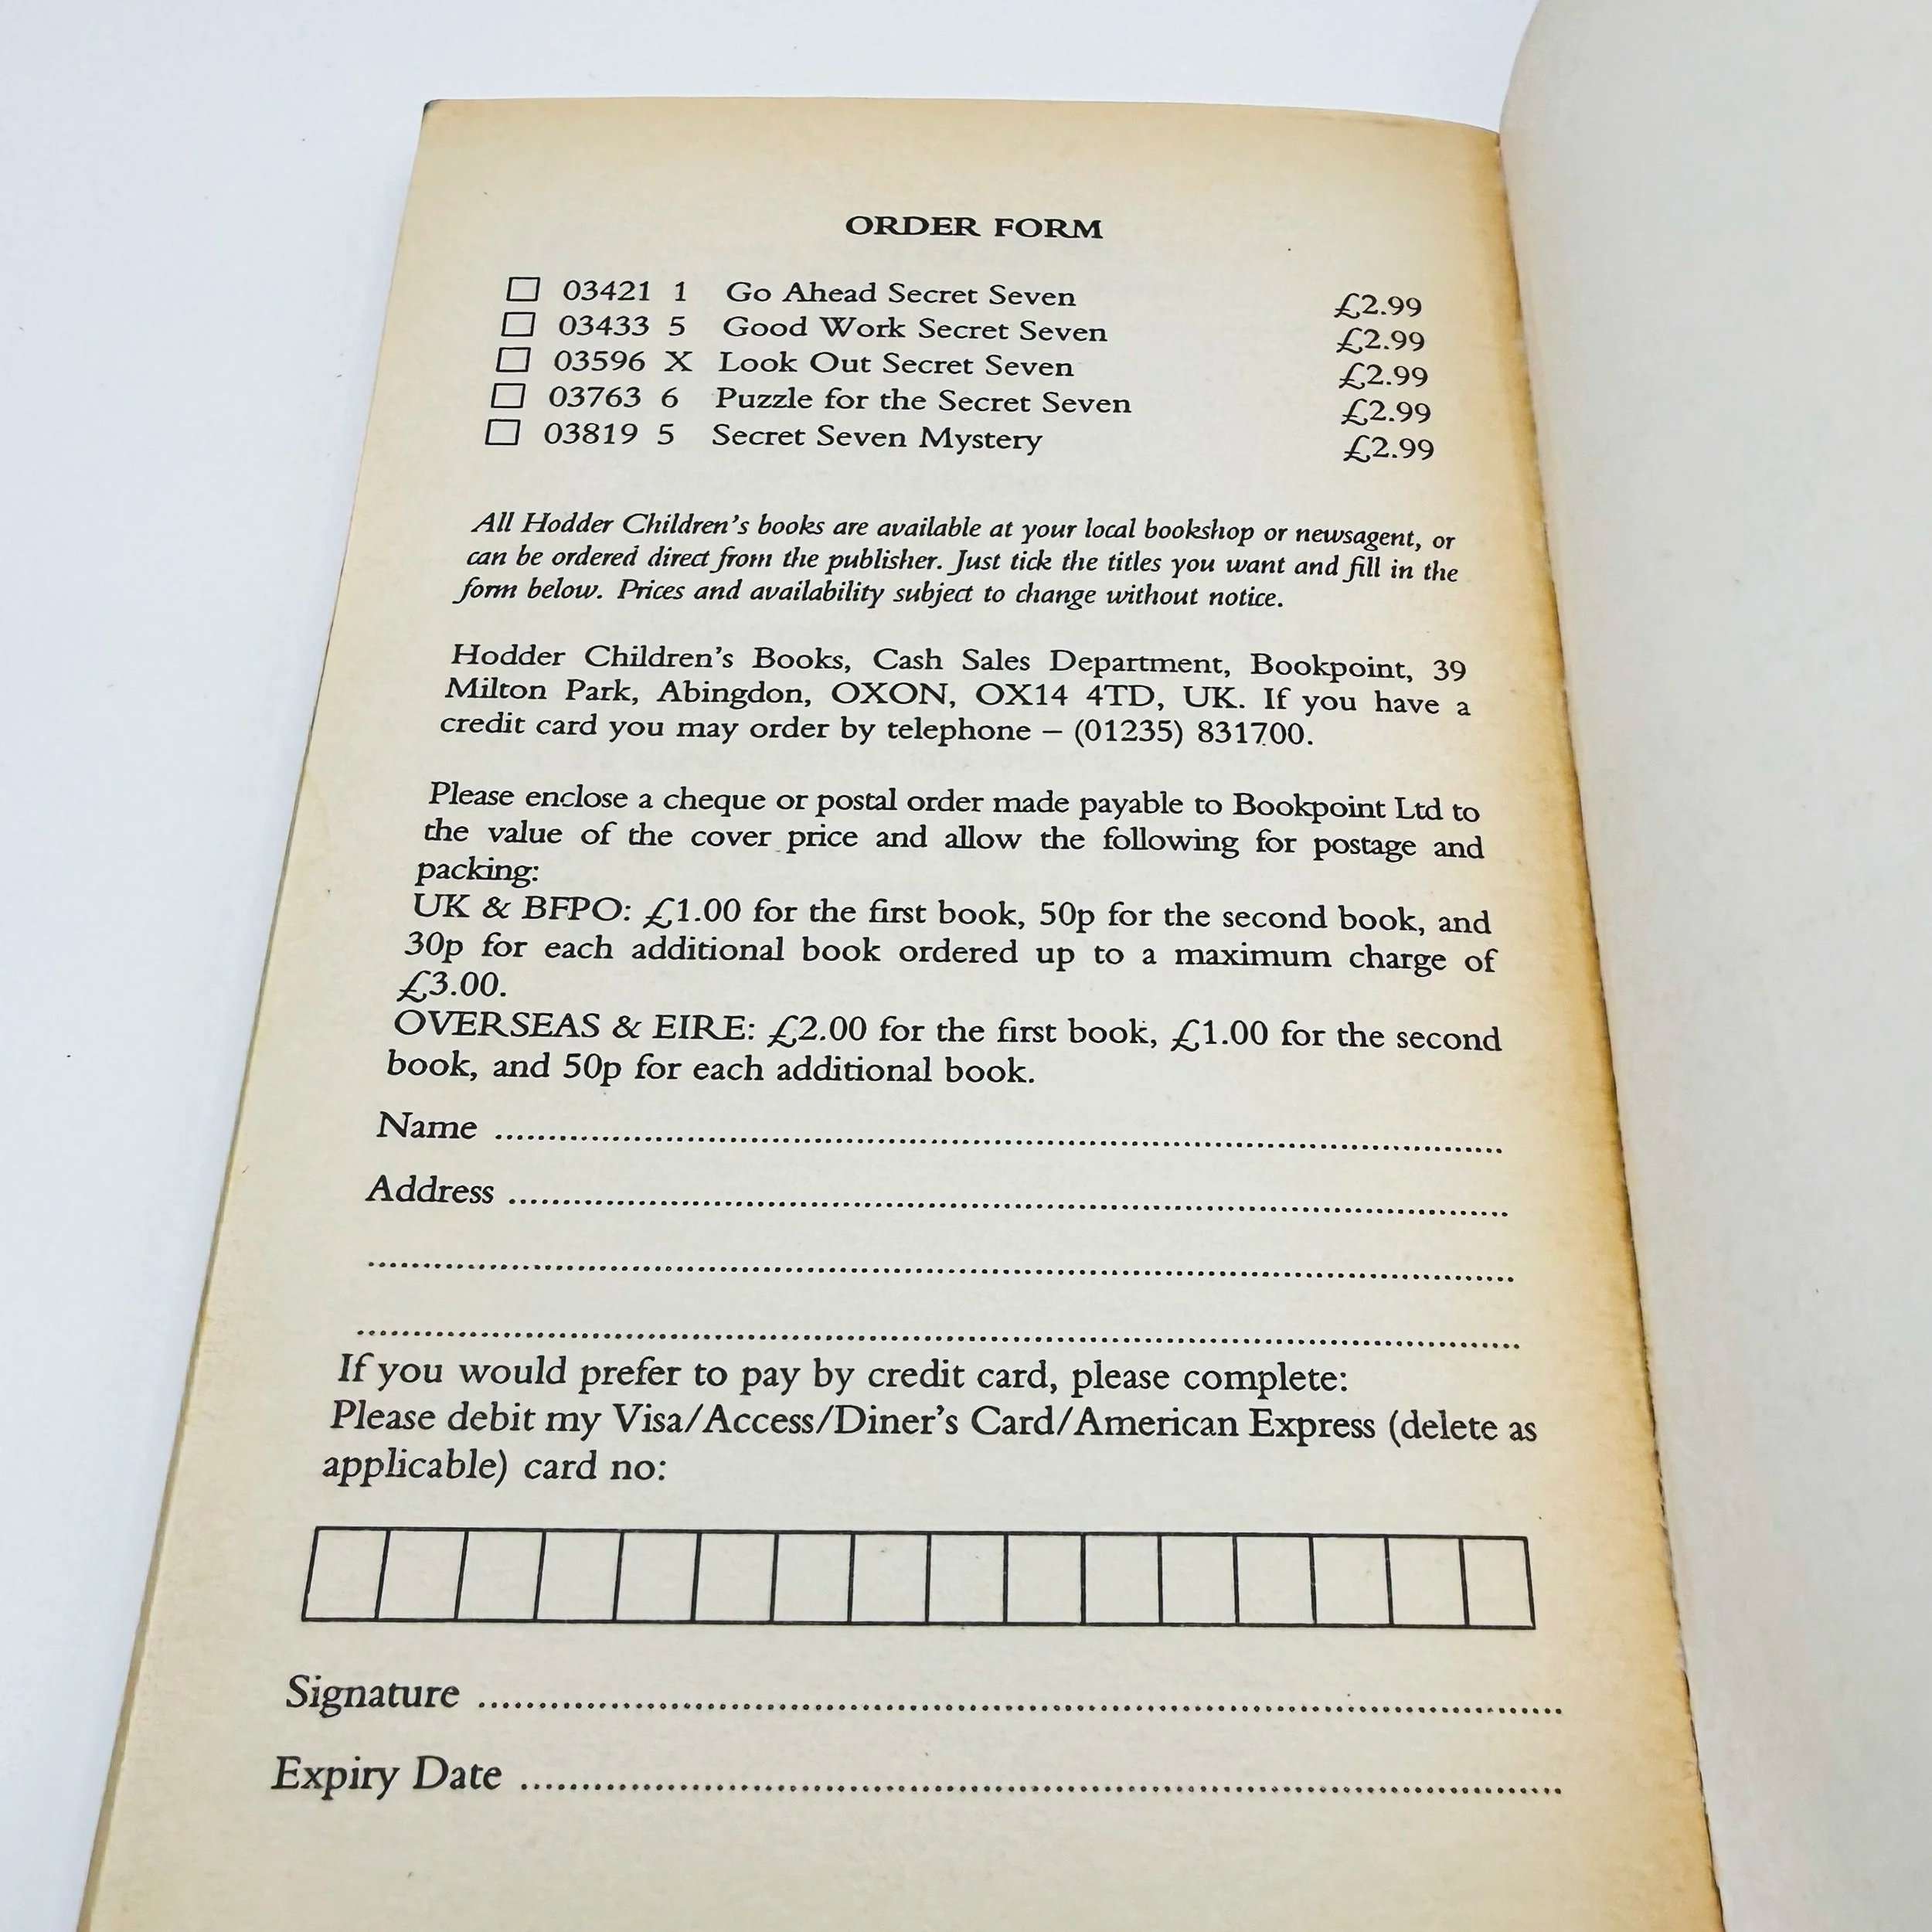 ORDER FORM
03421 1 Go Ahead Secret Seven £2.99
03433 5 Good Work Secret Seven £2.99
03596 X Look Out Secret Seven £2.99
03763 6 Puzzle for the Secret Seven £2.99
03819 5 Secret Seven Mystery £2.99
All Hodder Children's books are available at your local bookshop or newsagent, or
can be ordered direct from the publisher. Just tick the titles you want and fill in the
form below. Prices and availability subject to change without notice.
Hodder Children's Books, Cash Sales Department, Bookpoint, 39
Milton Park, Abingdon, OXON, OX14 4TD, UK. If you have a
credit card you may order by telephone – (01235) 831700.
Please enclose a cheque or postal order made payable to Bookpoint Ltd to
the value of the cover price and allow the following for postage and
packing:
UK & BFPO: £1.00 for the first book, 50p for the second book, and
30p for each additional book ordered up to a maximum charge of
£3.00.
OVERSEAS & EIRE: £2.00 for the first book, £1.00 for the second
book, and 50p for each additional book.
Name
Address
If you would prefer to pay by credit card, please complete:
Please debit my Visa/Access/Diner's Card/American Express (delete as
applicable) card no:
Signature
Expiry Date